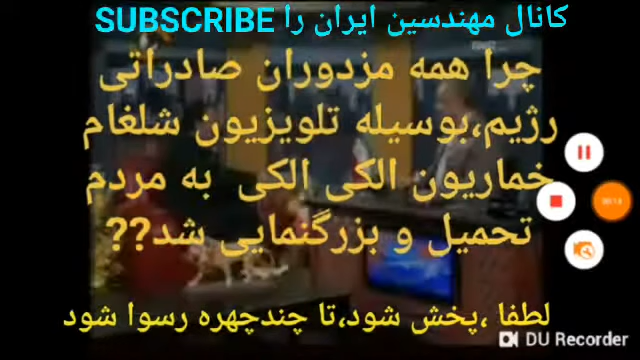 کانال مهندسین ایران را SUBSCRIBE
چرا همه مزدوران صادراتی
رژیم،بوسیله تلویزیون شلغام
خماریون الکی الکی به مردم
تحمیل و بزرگنمایی شد??
لطفا ،پخش شود،تا چندچهره رسوا شود
DU Recorder